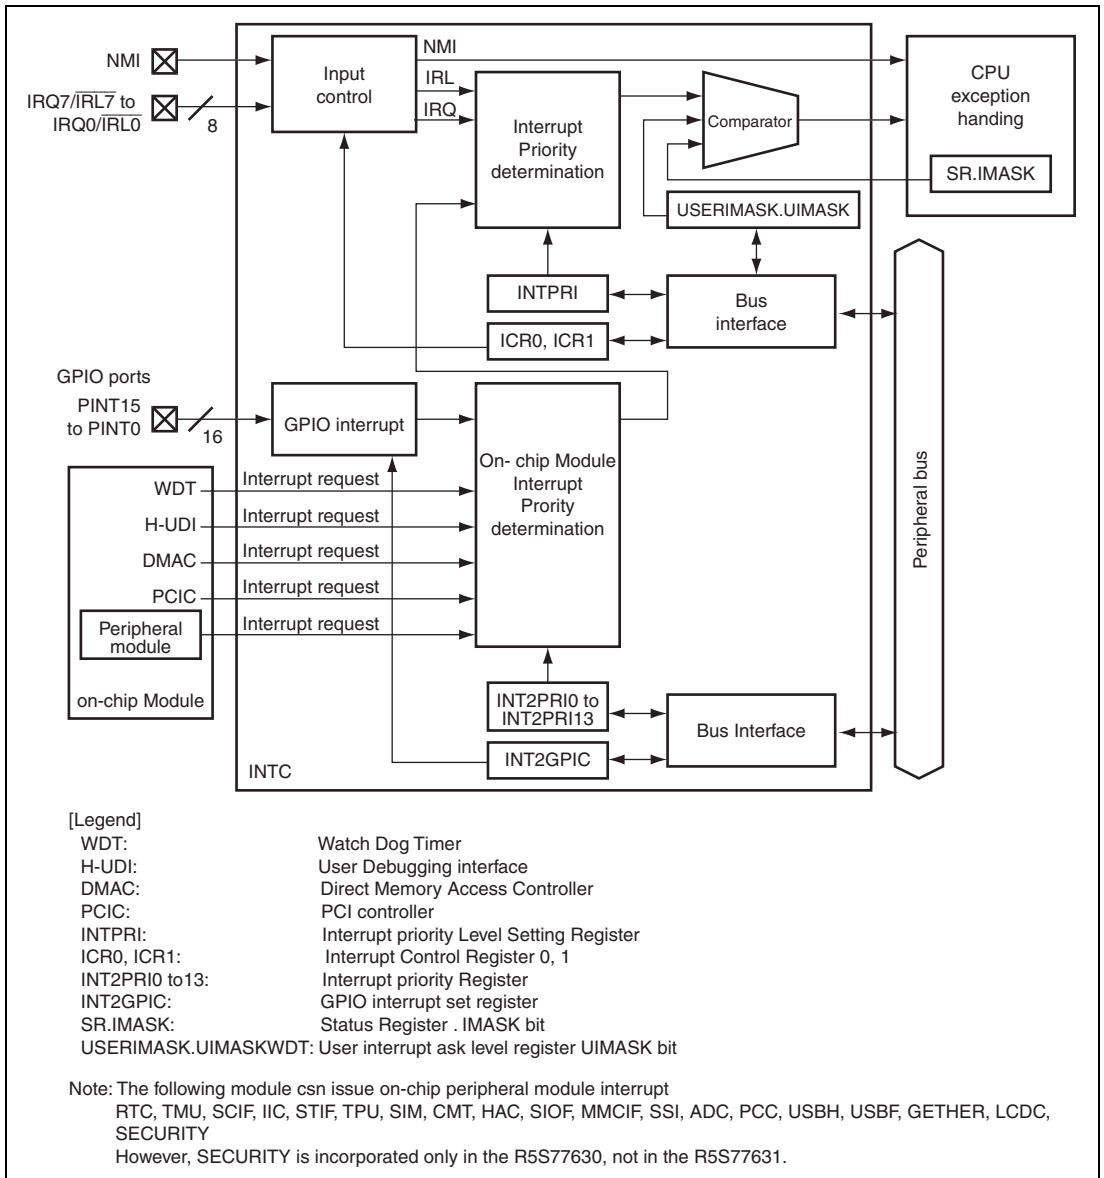 NMI
IRQ7/IRL7 to
IRQ0/IRL0
8
Input
control
NMI
IRL
IRQ
Interrupt
Priority
determination
Comparator
CPU
exception
handing
SR.IMASK
USERIMASK.UIMASK
INTPRI
ICR0, ICR1
Bus
interface
Peripheral bus
GPIO ports
PINT15
to PINT0
16
GPIO interrupt
On- chip Module
Interrupt
Prority
determination
WDT
Interrupt request
H-UDI
Interrupt request
DMAC
Interrupt request
PCIC
Interrupt request
Peripheral
module
Interrupt request
on-chip Module
INT2PRI0 to
INT2PRI13
INT2GPIC
Bus Interface
INTC
[Legend]
WDT: Watch Dog Timer
H-UDI: User Debugging interface
DMAC: Direct Memory Access Controller
PCIC: PCI controller
INTPRI: Interrupt priority Level Setting Register
ICR0, ICR1: Interrupt Control Register 0, 1
INT2PRI0 to13: Interrupt priority Register
INT2GPIC: GPIO interrupt set register
SR.IMASK: Status Register . IMASK bit
USERIMASK.UIMASKWDT: User interrupt ask level register UIMASK bit
Note: The following module csn issue on-chip peripheral module interrupt
RTC, TMU, SCIF, IIC, STIF, TPU, SIM, CMT, HAC, SIOF, MMCIF, SSI, ADC, PCC, USBH, USBF, GETHER, LCDC,
SECURITY
However, SECURITY is incorporated only in the R5S77630, not in the R5S77631.